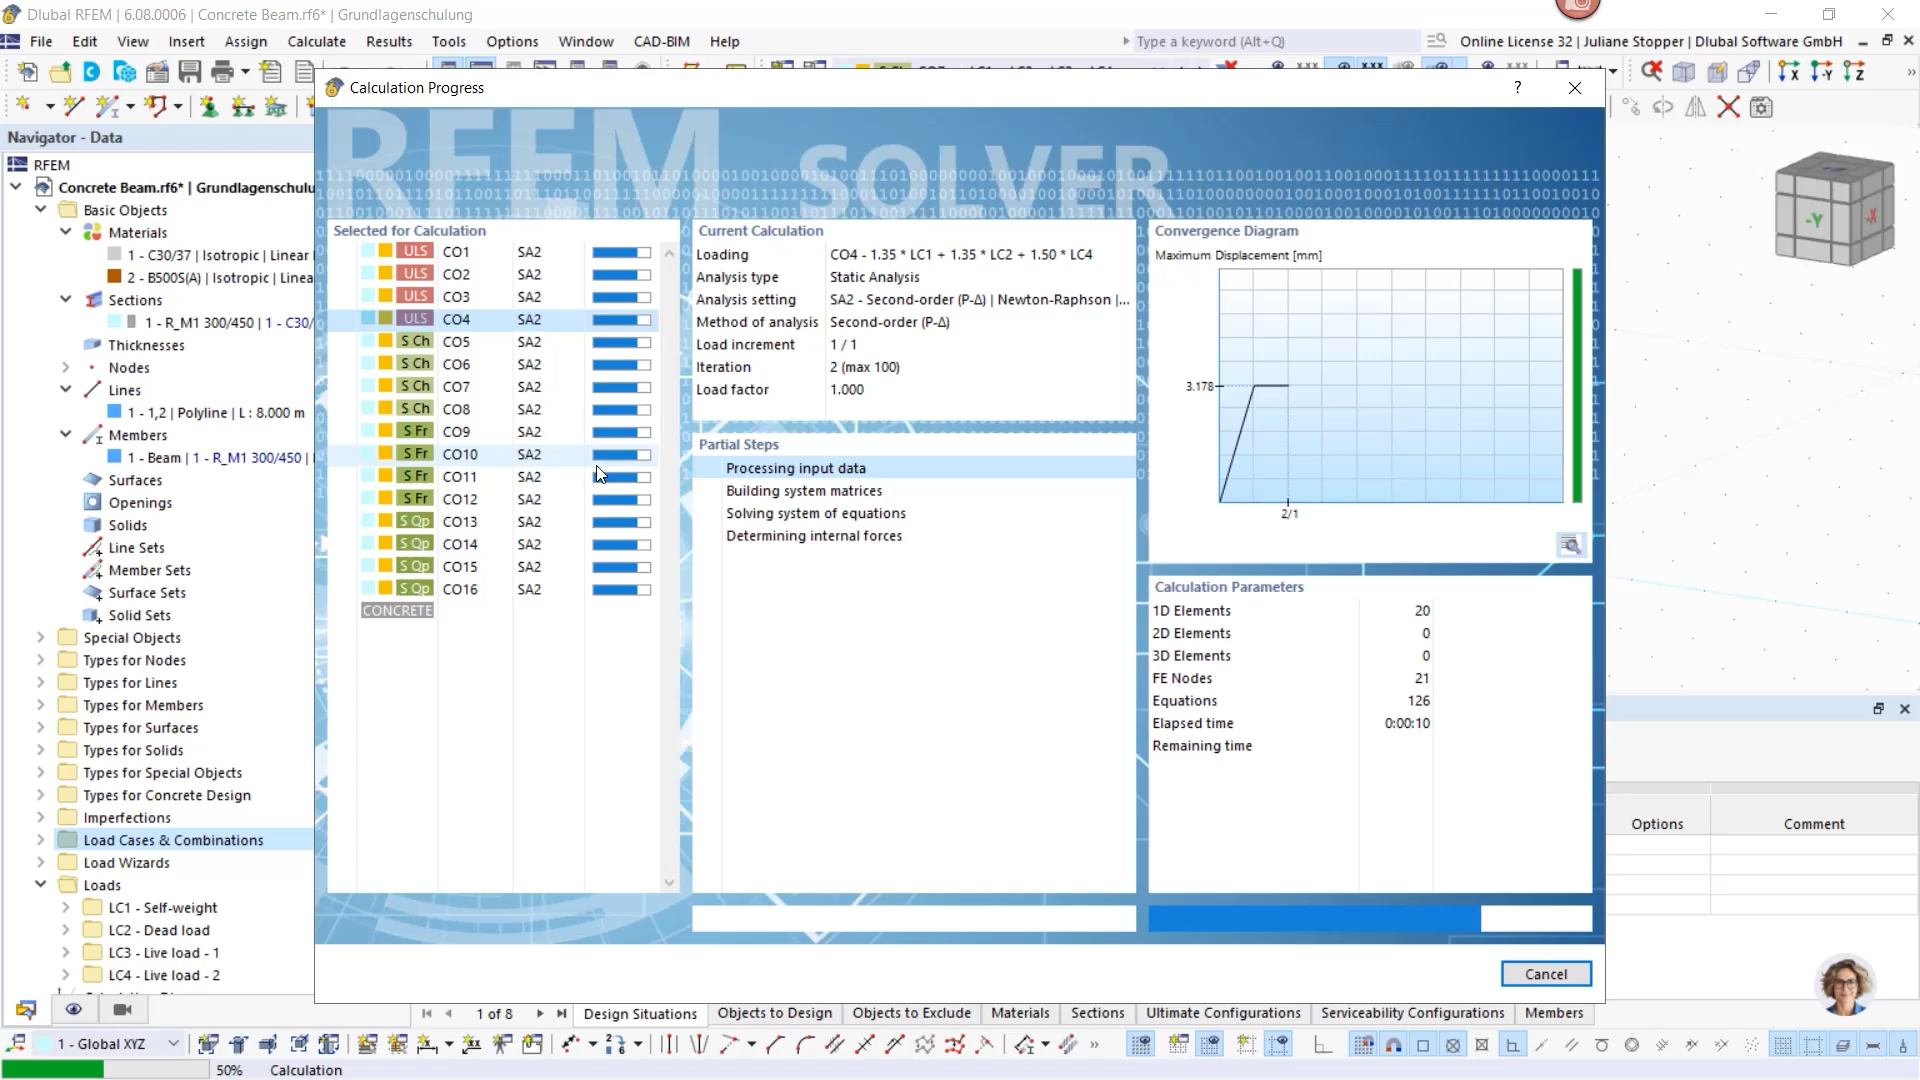 Dlubal RFEM | 6.08.0006 | Concrete Beam.rf6* | Grundlagenschulung
File Edit View Insert Assign Calculate Results Tools Options Window CAD-BIM Help
Type a keyword (Alt+Q)
Online License 32 | Juliane Stopper | Dlubal Software GmbH
Calculation Progress
RFEM SOLVER
Navigator - Data
RFEM
Concrete Beam.rf6* | Grundlagenschulu
Basic Objects
Materials
1 - C30/37 | Isotropic | Linear
2 - B500S(A) | Isotropic | Linea
Sections
1 - R_M1 300/450 | 1 - C30/
Thicknesses
Nodes
Lines
1 - 1,2 | Polyline | L : 8.000 m
Members
1 - Beam | 1 - R_M1 300/450 |
Surfaces
Openings
Solids
Line Sets
Member Sets
Surface Sets
Solid Sets
Special Objects
Types for Nodes
Types for Lines
Types for Members
Types for Surfaces
Types for Solids
Types for Special Objects
Types for Concrete Design
Imperfections
Load Cases & Combinations
Load Wizards
Loads
LC1 - Self-weight
LC2 - Dead load
LC3 - Live load - 1
LC4 - Live load - 2
Selected for Calculation
ULS CO1 SA2
ULS CO2 SA2
ULS CO3 SA2
ULS CO4 SA2
S Ch CO5 SA2
S Ch CO6 SA2
S Ch CO7 SA2
S Ch CO8 SA2
S Fr CO9 SA2
S Fr CO10 SA2
S Fr CO11 SA2
S Fr CO12 SA2
S Qp CO13 SA2
S Qp CO14 SA2
S Qp CO15 SA2
S Qp CO16 SA2
CONCRETE
Current Calculation
Loading CO4 - 1.35 * LC1 + 1.35 * LC2 + 1.50 * LC4
Analysis type Static Analysis
Analysis setting SA2 - Second-order (P-Δ) | Newton-Raphson |...
Method of analysis Second-order (P-Δ)
Load increment 1 / 1
Iteration 2 (max 100)
Load factor 1.000
Partial Steps
Processing input data
Building system matrices
Solving system of equations
Determining internal forces
Convergence Diagram
Maximum Displacement [mm]
3.178
2/1
Calculation Parameters
1D Elements 20
2D Elements 0
3D Elements 0
FE Nodes 21
Equations 126
Elapsed time 0:00:10
Remaining time
Cancel
-Y -X
Options Comment
1 of 8 Design Situations Objects to Design Objects to Exclude Materials Sections Ultimate Configurations Serviceability Configurations Members
1 - Global XYZ
50% Calculation